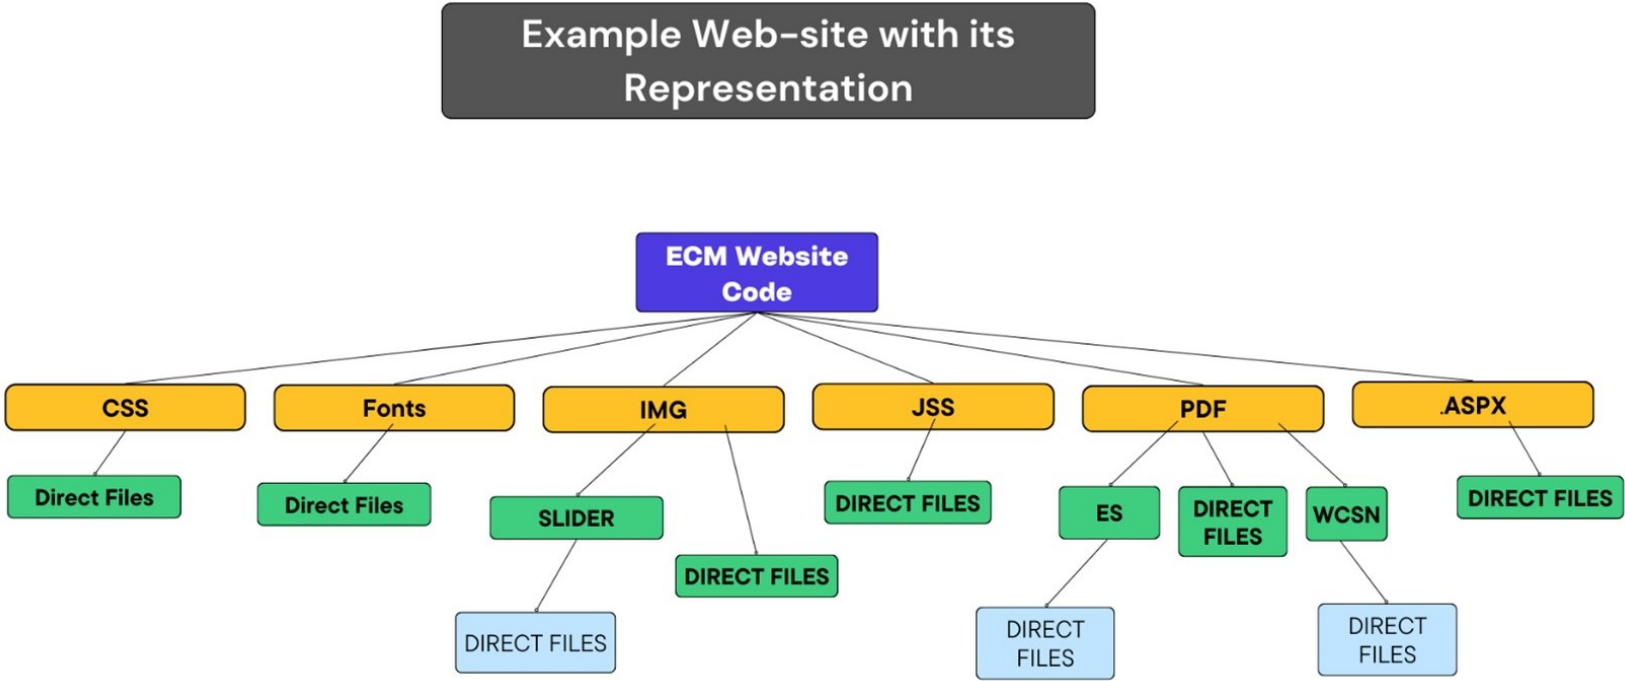 Example Web-site with its
Representation
ECM Website
Code
CSS
Fonts
IMG
JSS
PDF
.ASPX
Direct Files
Direct Files
SLIDER
DIRECT FILES
DIRECT FILES
ES
DIRECT
FILES
WCSN
DIRECT FILES
DIRECT FILES
DIRECT
FILES
DIRECT
FILES